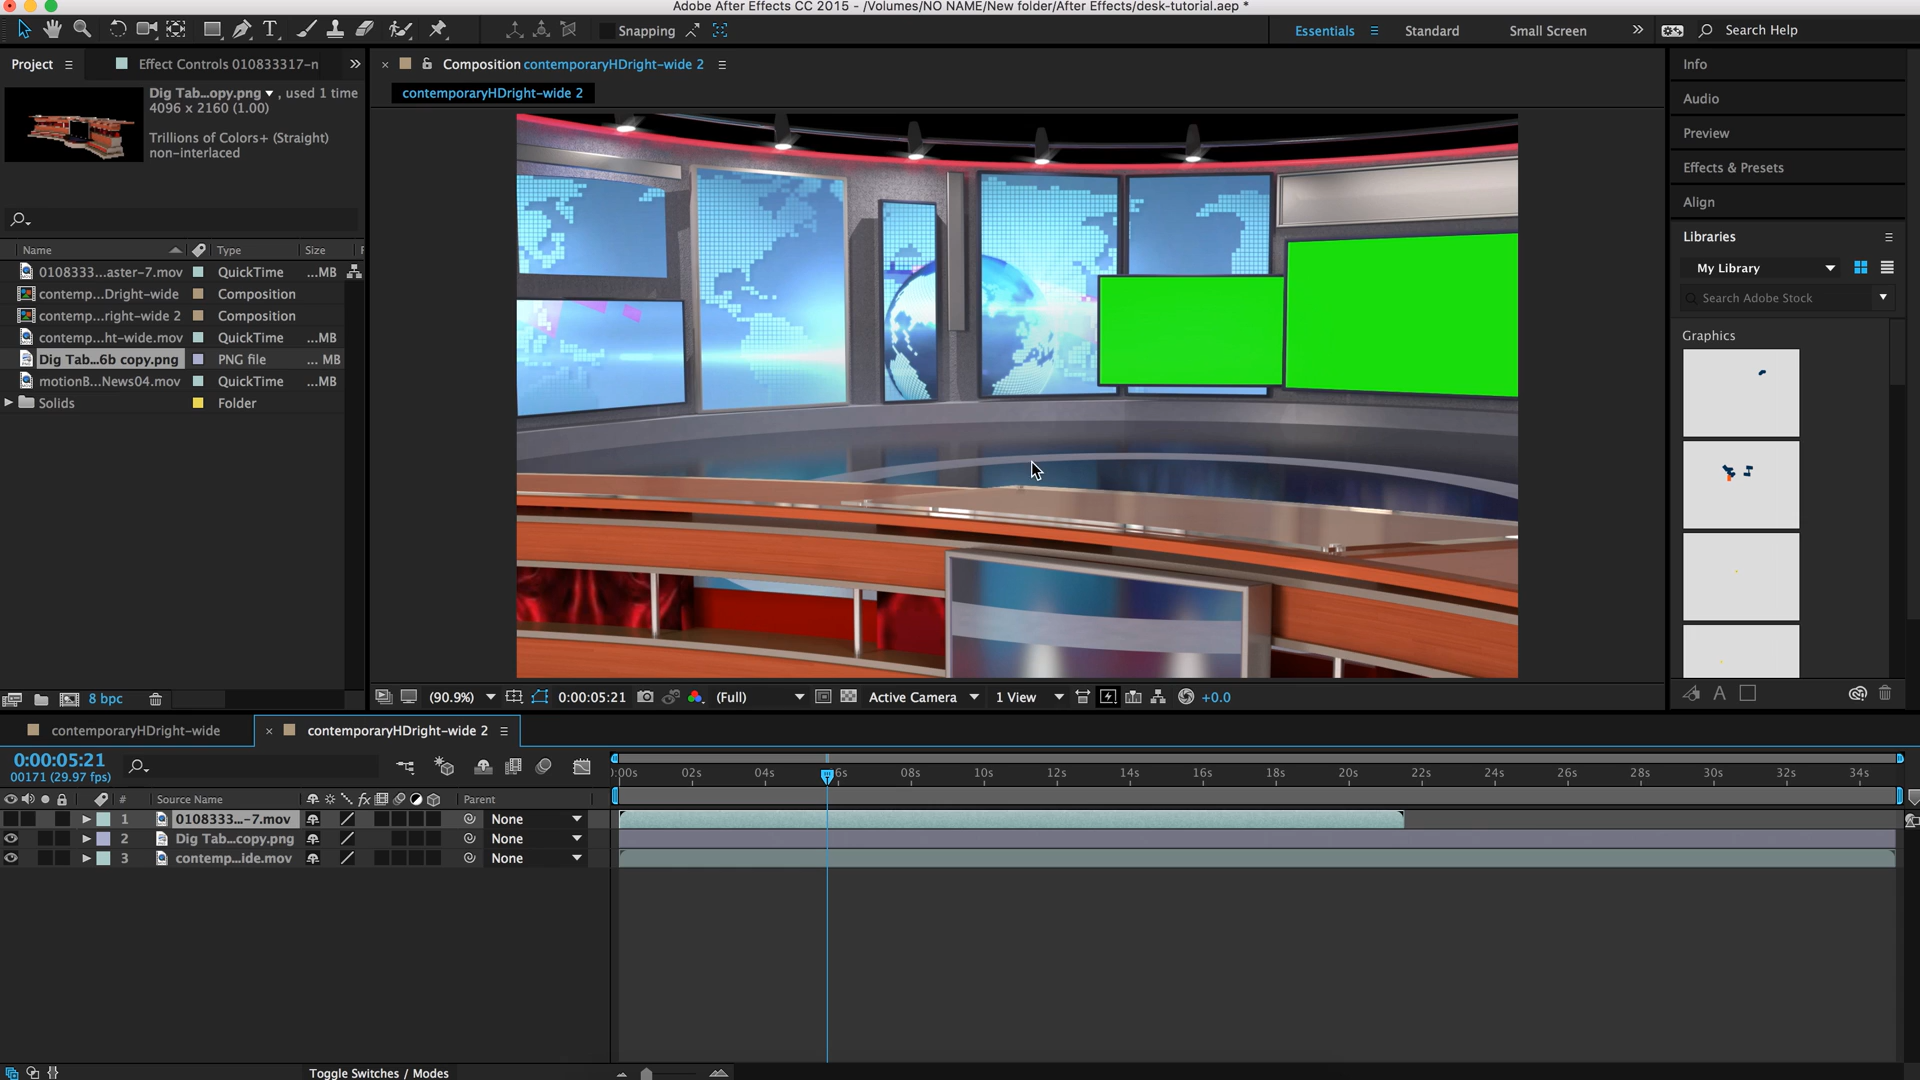 Adobe After Effects CC 2015 - /Volumes/NO NAME/New folder/After Effects/desk-tutorial.aep *
Snapping
Essentials
Standard
Small Screen
Search Help
Project
Effect Controls 010833317-n
Composition contemporaryHDright-wide 2
contemporaryHDright-wide 2
Dig Tab...opy.png , used 1 time
4096 x 2160 (1.00)
Trillions of Colors+ (Straight)
non-interlaced
Name
Type
Size
0108333...aster-7.mov
QuickTime
...MB
contemp...Dright-wide
Composition
contemp...right-wide 2
Composition
contemp...ht-wide.mov
QuickTime
...MB
Dig Tab...6b copy.png
PNG file
... MB
motionB...News04.mov
QuickTime
...MB
Solids
Folder
Info
Audio
Preview
Effects & Presets
Align
Libraries
My Library
Search Adobe Stock
Graphics
8 bpc
(90.9%)
0:00:05:21
(Full)
Active Camera
1 View
+0.0
contemporaryHDright-wide
contemporaryHDright-wide 2
0:00:05:21
00171 (29.97 fps)
:00s
02s
04s
6s
08s
10s
12s
14s
16s
18s
20s
22s
24s
26s
28s
30s
32s
34s
#
Source Name
fx
Parent
1
0108333...-7.mov
None
2
Dig Tab...copy.png
None
3
contemp...ide.mov
None
Toggle Switches / Modes